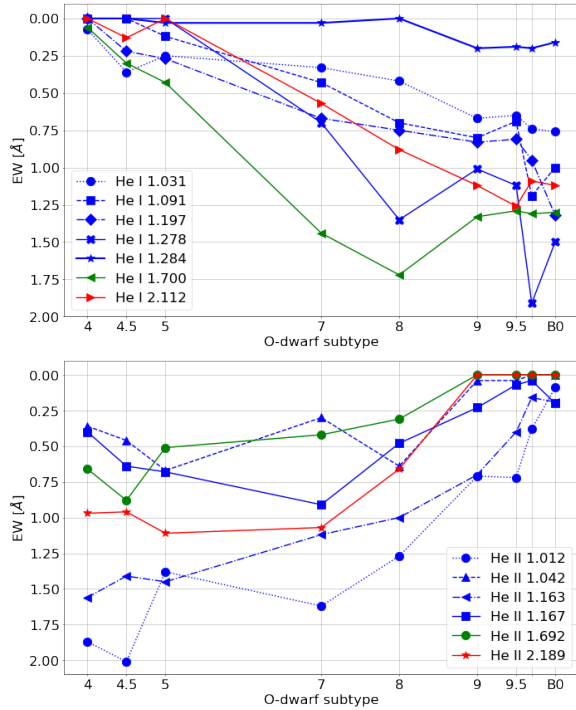 0.00
0.25
0.50
0.75
1.00
1.25
1.50
1.75
2.00
EW [Å]
He I 1.031
He I 1.091
He I 1.197
He I 1.278
He I 1.284
He I 1.700
He I 2.112
4 4.5 5 7 8 9 9.5 B0
O-dwarf subtype
0.00
0.25
0.50
0.75
1.00
1.25
1.50
1.75
2.00
EW [Å]
He II 1.012
He II 1.042
He II 1.163
He II 1.167
He II 1.692
He II 2.189
4 4.5 5 7 8 9 9.5 B0
O-dwarf subtype